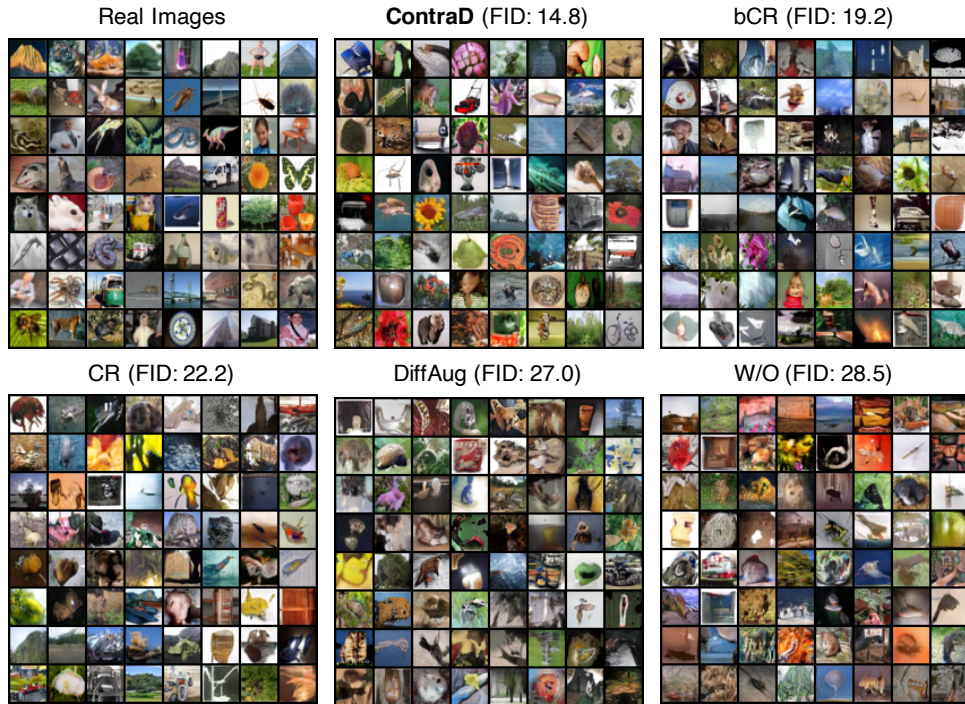 Real Images
ContraD (FID: 14.8)
bCR (FID: 19.2)
CR (FID: 22.2)
DiffAug (FID: 27.0)
W/O (FID: 28.5)